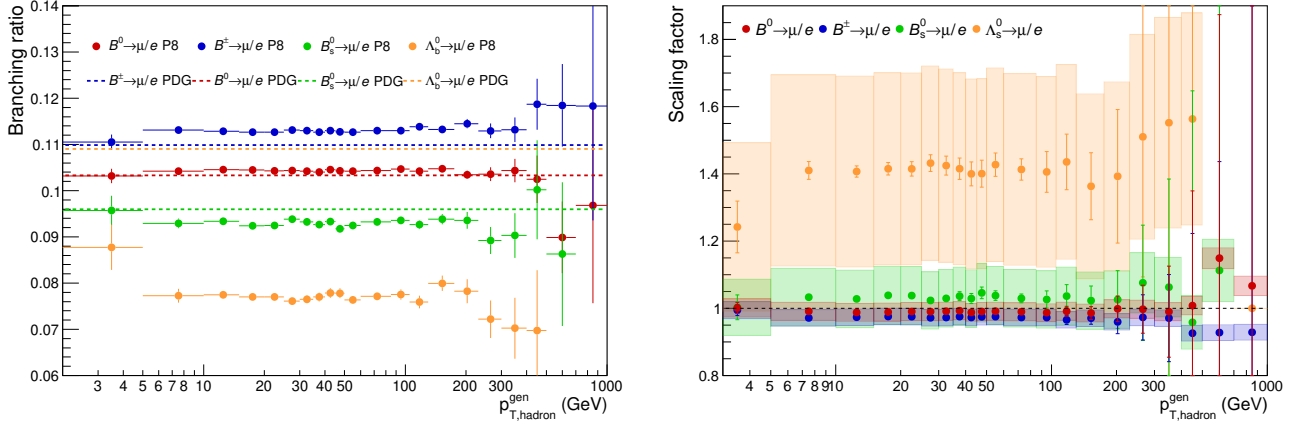 Branching ratio
0.14
0.13
0.12
0.11
0.1
0.09
0.08
0.07
0.06
B⁰→μ/e P8
B±→μ/e P8
B⁰ₛ→μ/e P8
Λ⁰_b→μ/e P8
B±→μ/e PDG
B⁰→μ/e PDG
B⁰ₛ→μ/e PDG
Λ⁰_b→μ/e PDG
3 4 5 6 7 8 10 20 30 40 50 100 200 300 1000
p^gen_T,hadron (GeV)
Scaling factor
1.8
1.6
1.4
1.2
1
0.8
B⁰→μ/e
B±→μ/e
B⁰ₛ→μ/e
Λ⁰ₛ→μ/e
3 4 5 6 7 8 9 10 20 30 40 50 100 200 300 1000
p^gen_T,hadron (GeV)